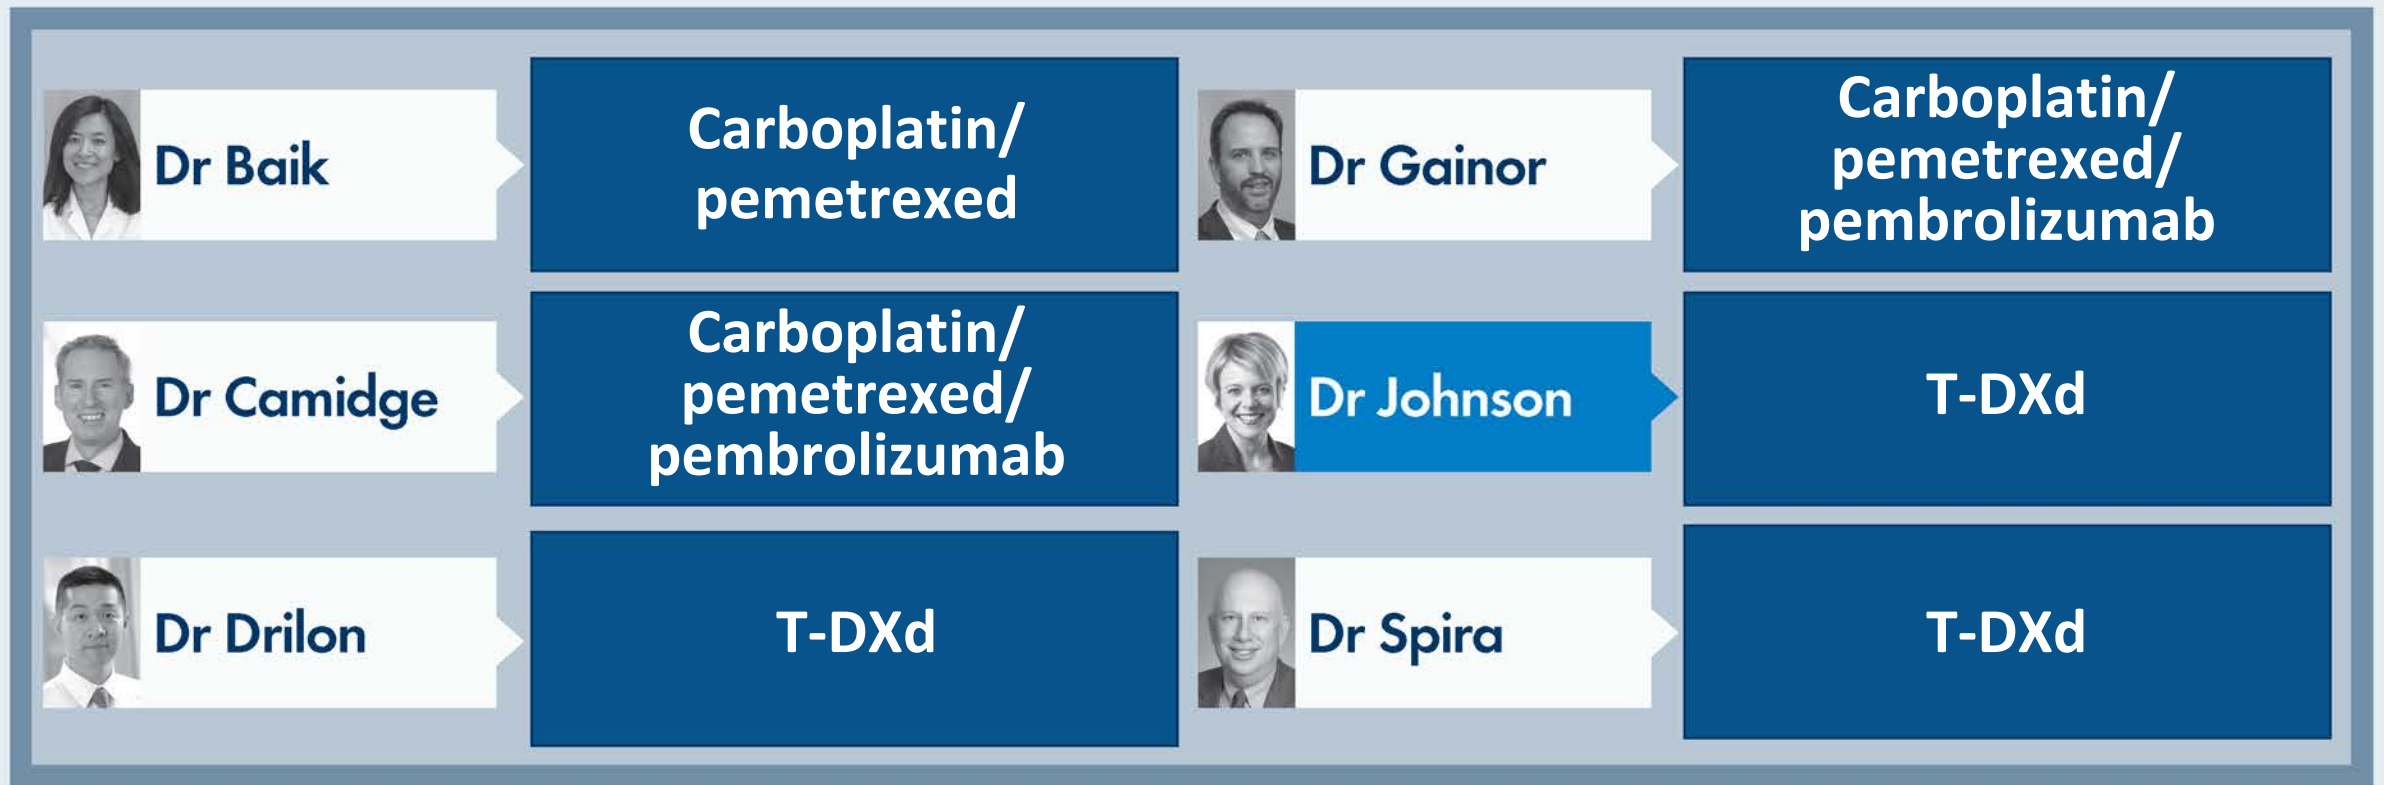 Dr Baik
Carboplatin/
pemetrexed
Dr Gainor
Carboplatin/
pemetrexed/
pembrolizumab
Dr Camidge
Carboplatin/
pemetrexed/
pembrolizumab
Dr Johnson
T-DXd
Dr Drilon
T-DXd
Dr Spira
T-DXd